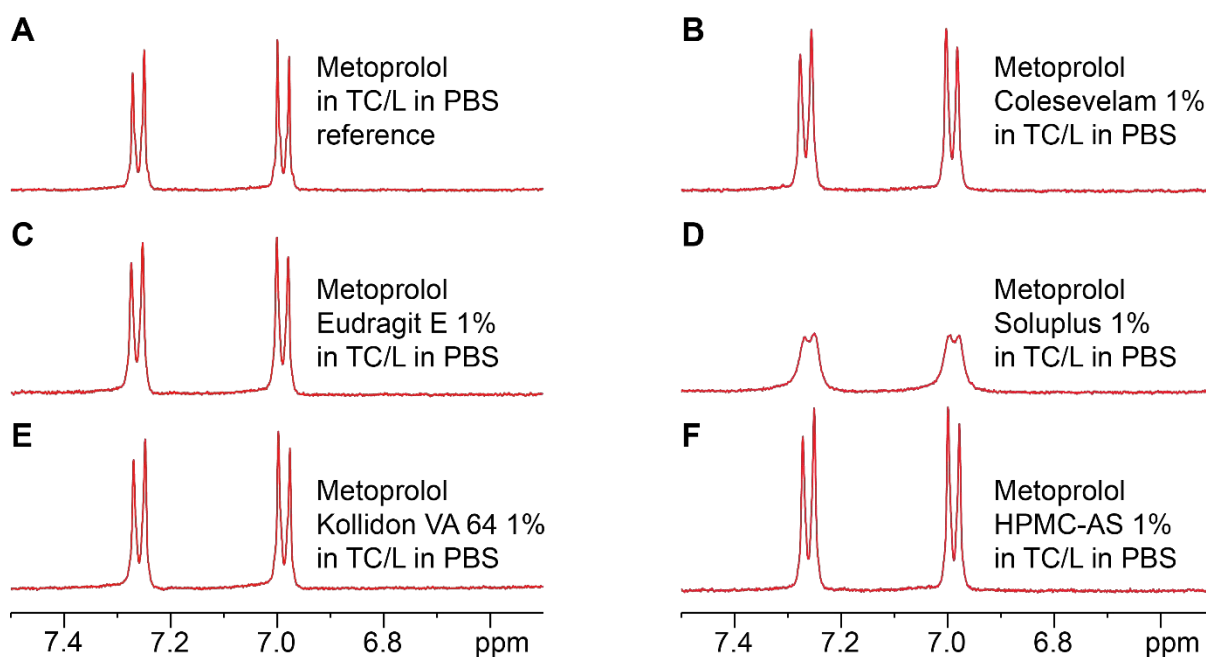 A
Metoprolol
in TC/L in PBS
reference
B
Metoprolol
Colesevelam 1%
in TC/L in PBS
C
Metoprolol
Eudragit E 1%
in TC/L in PBS
D
Metoprolol
Soluplus 1%
in TC/L in PBS
E
Metoprolol
Kollidon VA 64 1%
in TC/L in PBS
F
Metoprolol
HPMC-AS 1%
in TC/L in PBS
7.4 7.2 7.0 6.8 ppm
7.4 7.2 7.0 6.8 ppm